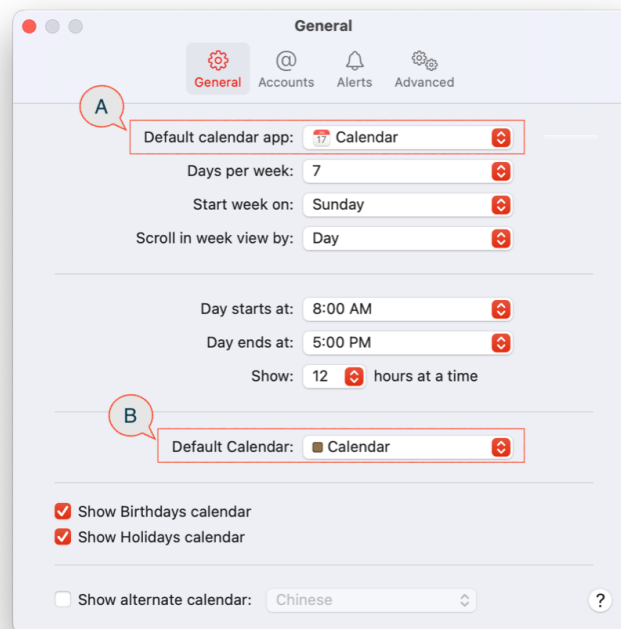 General
General Accounts Alerts Advanced
A
Default calendar app: 17 Calendar
Days per week: 7
Start week on: Sunday
Scroll in week view by: Day
Day starts at: 8:00 AM
Day ends at: 5:00 PM
Show: 12 hours at a time
B
Default Calendar: Calendar
Show Birthdays calendar
Show Holidays calendar
Show alternate calendar: Chinese ?